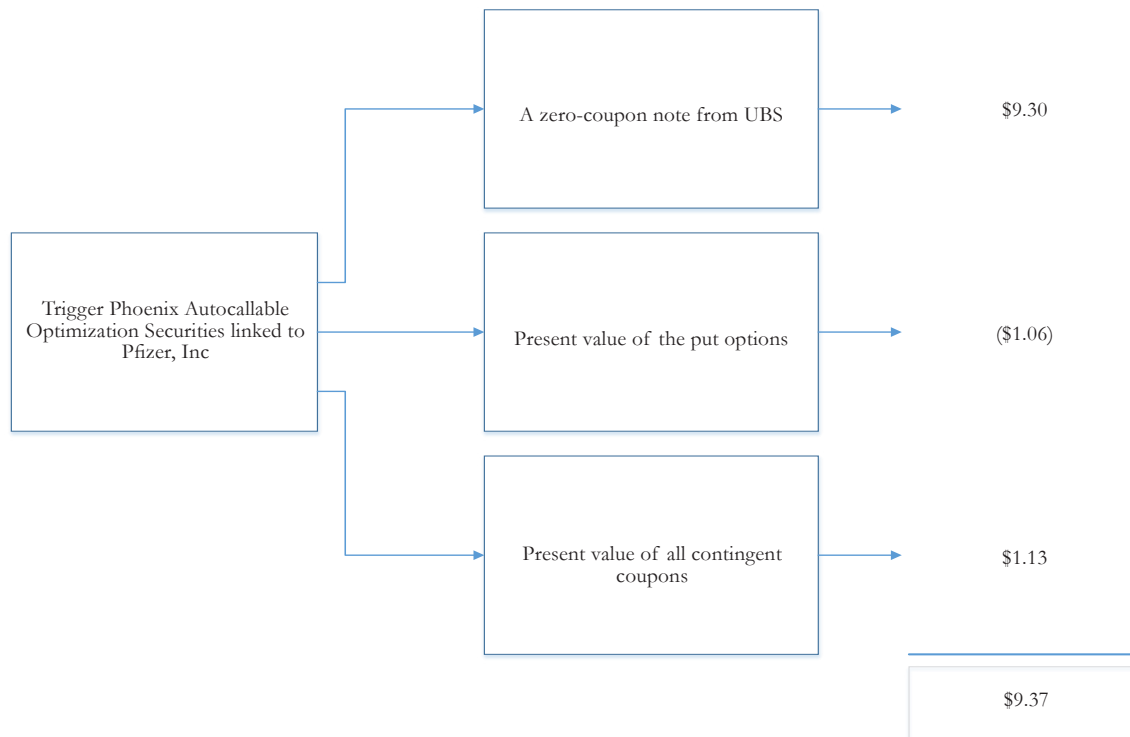 A zero-coupon note from UBS
$9.30
Trigger Phoenix Autocallable
Optimization Securities linked to
Pfizer, Inc
Present value of the put options
($1.06)
Present value of all contingent
coupons
$1.13
$9.37